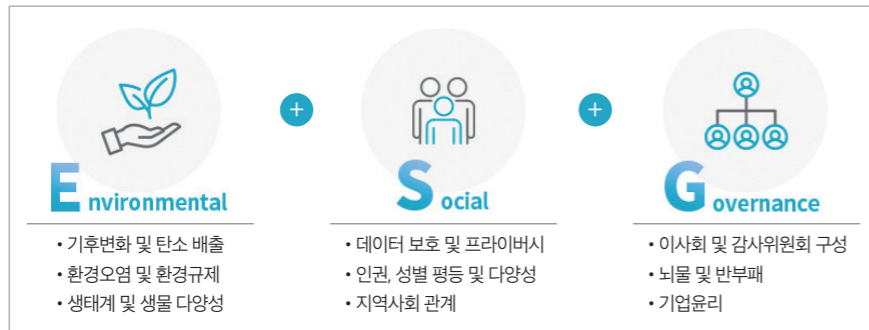 Environmental
• 기후변화 및 탄소 배출
• 환경오염 및 환경규제
• 생태계 및 생물 다양성
+
Social
• 데이터 보호 및 프라이버시
• 인권, 성별 평등 및 다양성
• 지역사회 관계
+
Governance
• 이사회 및 감사위원회 구성
• 뇌물 및 반부패
• 기업윤리